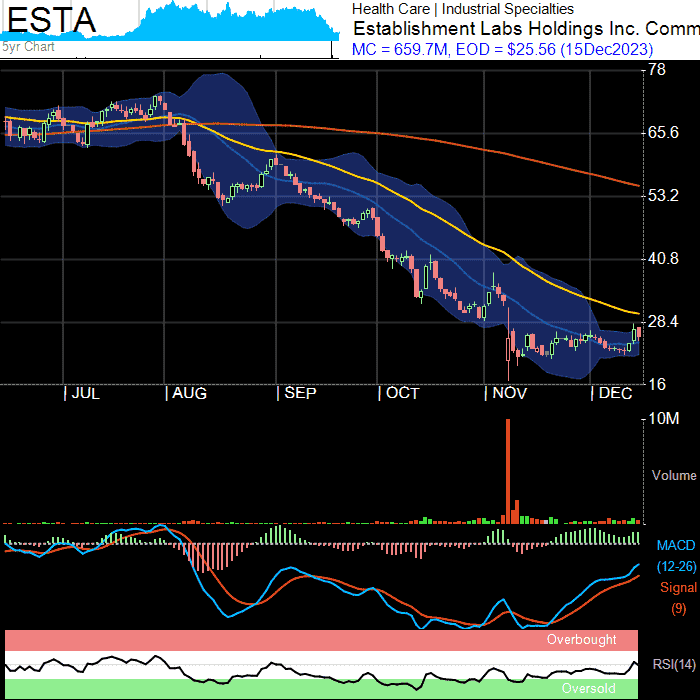 ESTA
5yr Chart
Health Care | Industrial Specialties
Establishment Labs Holdings Inc. Comm
MC = 659.7M, EOD = $25.56 (15Dec2023)
78
65.6
53.2
40.8
28.4
16
| JUL | AUG | SEP | OCT | NOV | DEC
10M
Volume
MACD
(12-26)
Signal
(9)
Overbought
RSI(14)
Oversold